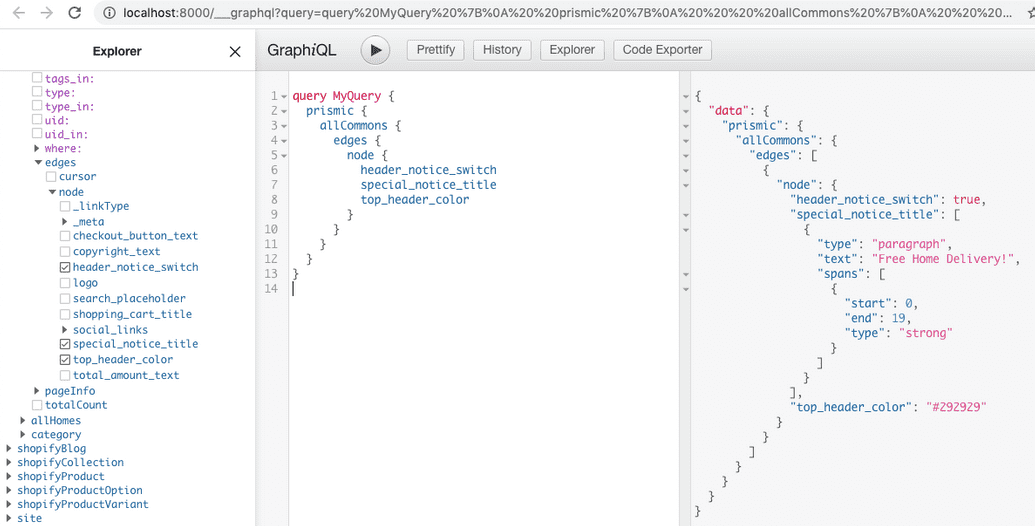 localhost:8000/___graphql?query=query%20MyQuery%20%7B%0A%20%20prismic%20%7B%0A%20%20%20%20allCommons%20%7B%0A%20%20%20...
Explorer
tags_in:
type:
type_in:
uid:
uid_in:
where:
edges
cursor
node
_linkType
_meta
checkout_button_text
copyright_text
header_notice_switch
logo
search_placeholder
shopping_cart_title
social_links
special_notice_title
top_header_color
total_amount_text
pageInfo
totalCount
allHomes
category
shopifyBlog
shopifyCollection
shopifyProduct
shopifyProductOption
shopifyProductVariant
site
GraphiQL Prettify History Explorer Code Exporter
1 query MyQuery {
2 prismic {
3 allCommons {
4 edges {
5 node {
6 header_notice_switch
7 special_notice_title
8 top_header_color
9 }
10 }
11 }
12 }
13 }
14
{
"data": {
"prismic": {
"allCommons": {
"edges": [
{
"node": {
"header_notice_switch": true,
"special_notice_title": [
{
"type": "paragraph",
"text": "Free Home Delivery!",
"spans": [
{
"start": 0,
"end": 19,
"type": "strong"
}
]
}
],
"top_header_color": "#292929"
}
}
]
}
}
}
}